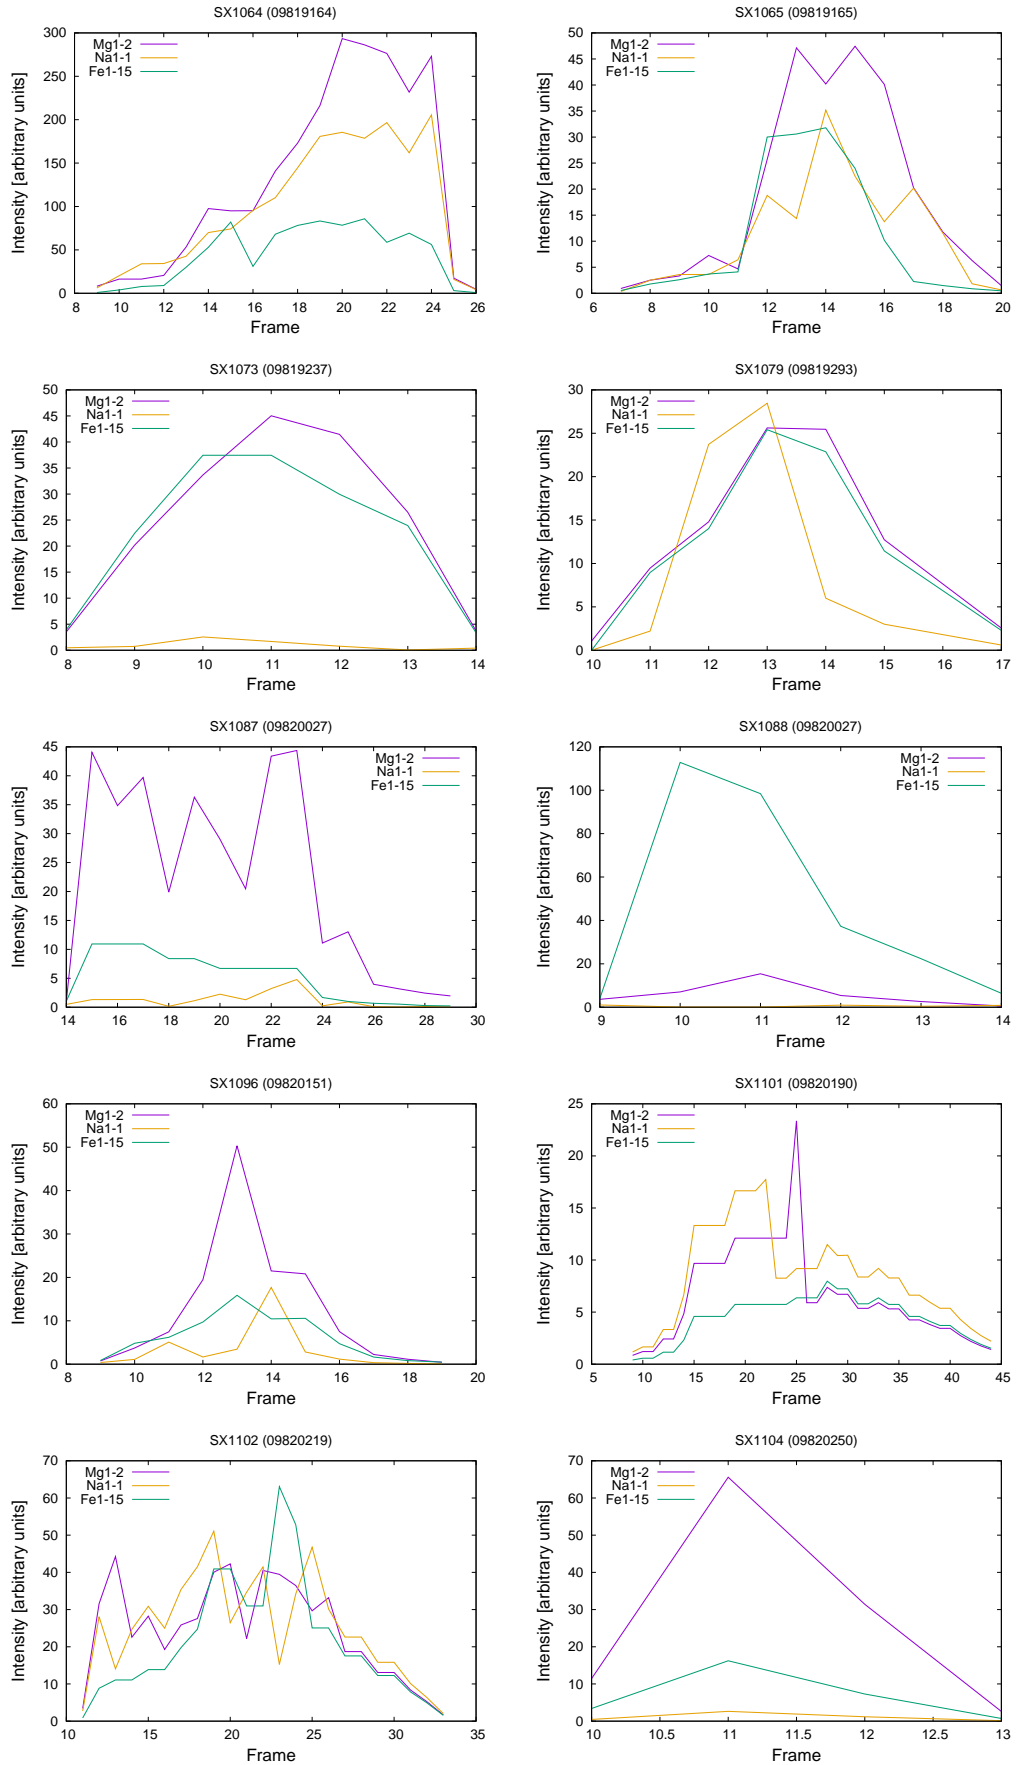 SX1064 (09819164)
Intensity [arbitrary units]
300
250
200
150
100
50
0
Mg1-2
Na1-1
Fe1-15
8 10 12 14 16 18 20 22 24 26
Frame
SX1065 (09819165)
Intensity [arbitrary units]
50
45
40
35
30
25
20
15
10
5
0
Mg1-2
Na1-1
Fe1-15
6 8 10 12 14 16 18 20
Frame
SX1073 (09819237)
Intensity [arbitrary units]
50
45
40
35
30
25
20
15
10
5
0
Mg1-2
Na1-1
Fe1-15
8 9 10 11 12 13 14
Frame
SX1079 (09819293)
Intensity [arbitrary units]
30
25
20
15
10
5
0
Mg1-2
Na1-1
Fe1-15
10 11 12 13 14 15 16 17
Frame
SX1087 (09820027)
Intensity [arbitrary units]
45
40
35
30
25
20
15
10
5
0
Mg1-2
Na1-1
Fe1-15
14 16 18 20 22 24 26 28 30
Frame
SX1088 (09820027)
Intensity [arbitrary units]
120
100
80
60
40
20
0
Mg1-2
Na1-1
Fe1-15
9 10 11 12 13 14
Frame
SX1096 (09820151)
Intensity [arbitrary units]
60
50
40
30
20
10
0
Mg1-2
Na1-1
Fe1-15
8 10 12 14 16 18 20
Frame
SX1101 (09820190)
Intensity [arbitrary units]
25
20
15
10
5
0
Mg1-2
Na1-1
Fe1-15
5 10 15 20 25 30 35 40 45
Frame
SX1102 (09820219)
Intensity [arbitrary units]
70
60
50
40
30
20
10
0
Mg1-2
Na1-1
Fe1-15
10 15 20 25 30 35
Frame
SX1104 (09820250)
Intensity [arbitrary units]
70
60
50
40
30
20
10
0
Mg1-2
Na1-1
Fe1-15
10 10.5 11 11.5 12 12.5 13
Frame